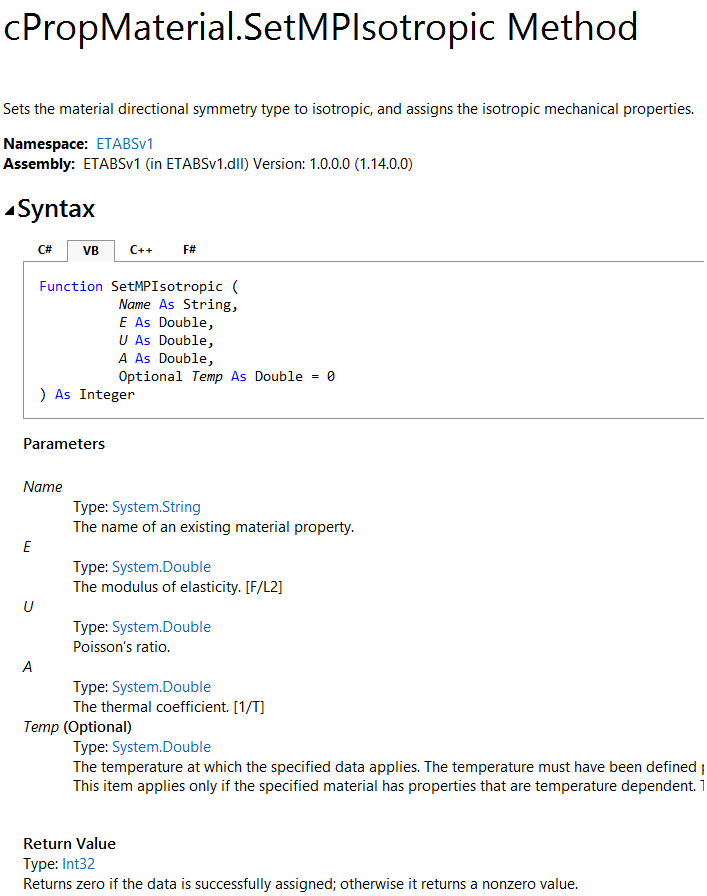 cPropMaterial.SetMPIsotropic Method
Sets the material directional symmetry type to isotropic, and assigns the isotropic mechanical properties.
Namespace: ETABSv1
Assembly: ETABSv1 (in ETABSv1.dll) Version: 1.0.0.0 (1.14.0.0)
Syntax
C# VB C++ F#
Function SetMPIsotropic (
Name As String,
E As Double,
U As Double,
A As Double,
Optional Temp As Double = 0
) As Integer
Parameters
Name
Type: System.String
The name of an existing material property.
E
Type: System.Double
The modulus of elasticity. [F/L2]
U
Type: System.Double
Poisson's ratio.
A
Type: System.Double
The thermal coefficient. [1/T]
Temp (Optional)
Type: System.Double
The temperature at which the specified data applies. The temperature must have been defined
This item applies only if the specified material has properties that are temperature dependent.
Return Value
Type: Int32
Returns zero if the data is successfully assigned; otherwise it returns a nonzero value.